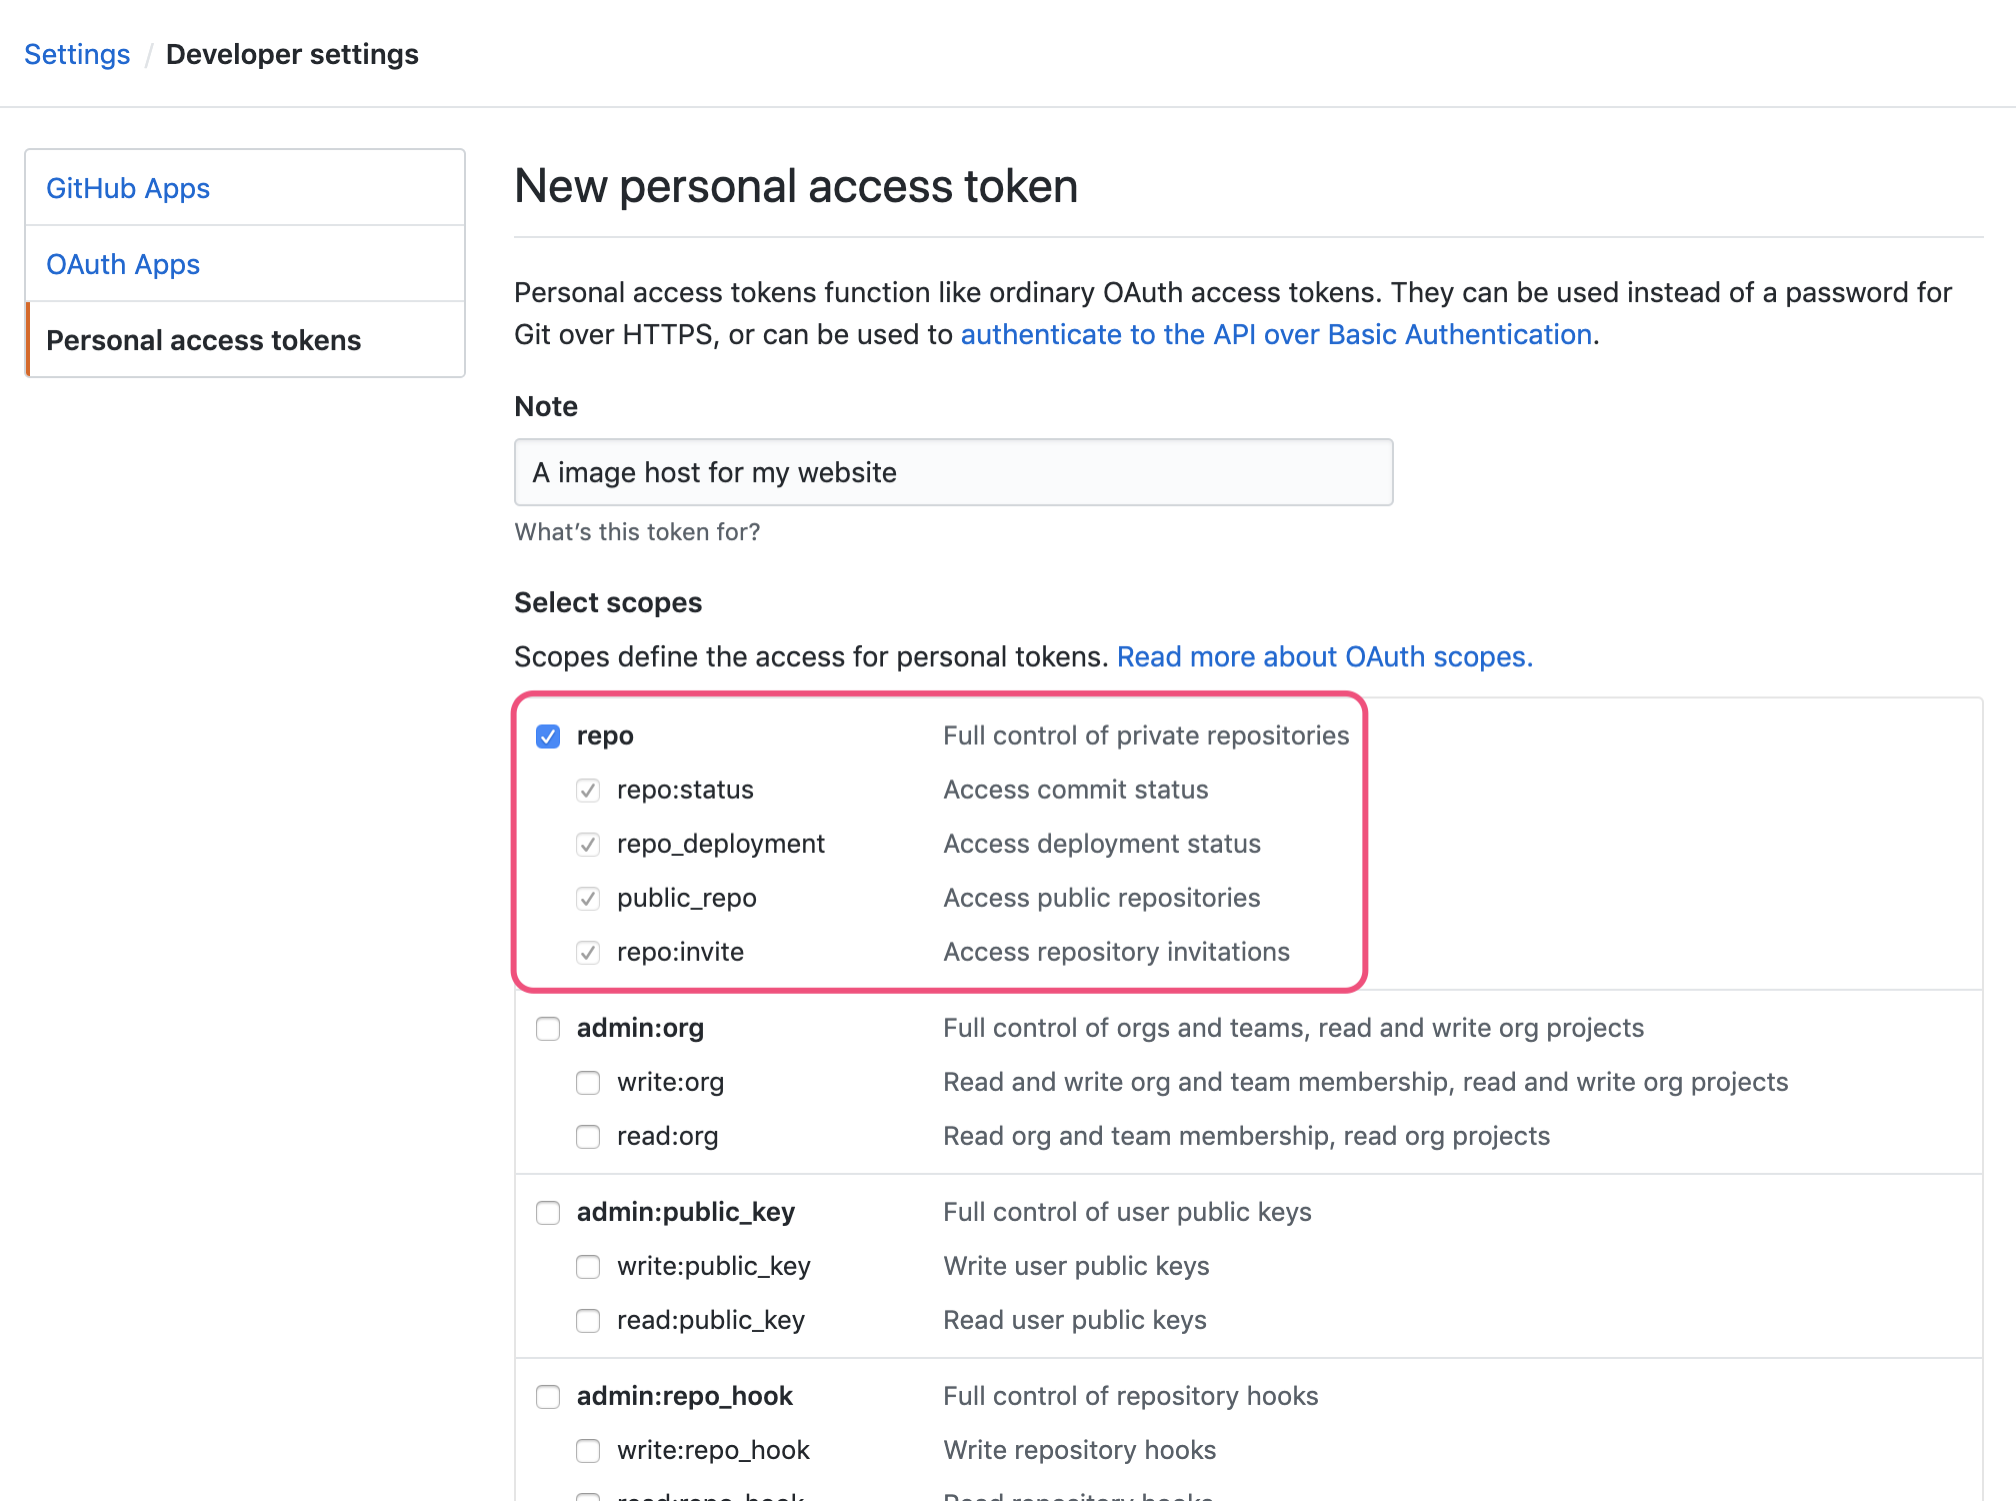 Settings / Developer settings
GitHub Apps
OAuth Apps
Personal access tokens
New personal access token
Personal access tokens function like ordinary OAuth access tokens. They can be used instead of a password for
Git over HTTPS, or can be used to authenticate to the API over Basic Authentication.
Note
A image host for my website
What's this token for?
Select scopes
Scopes define the access for personal tokens. Read more about OAuth scopes.
repo Full control of private repositories
repo:status Access commit status
repo_deployment Access deployment status
public_repo Access public repositories
repo:invite Access repository invitations
admin:org Full control of orgs and teams, read and write org projects
write:org Read and write org and team membership, read and write org projects
read:org Read org and team membership, read org projects
admin:public_key Full control of user public keys
write:public_key Write user public keys
read:public_key Read user public keys
admin:repo_hook Full control of repository hooks
write:repo_hook Write repository hooks
read:repo_hook Read repository hooks